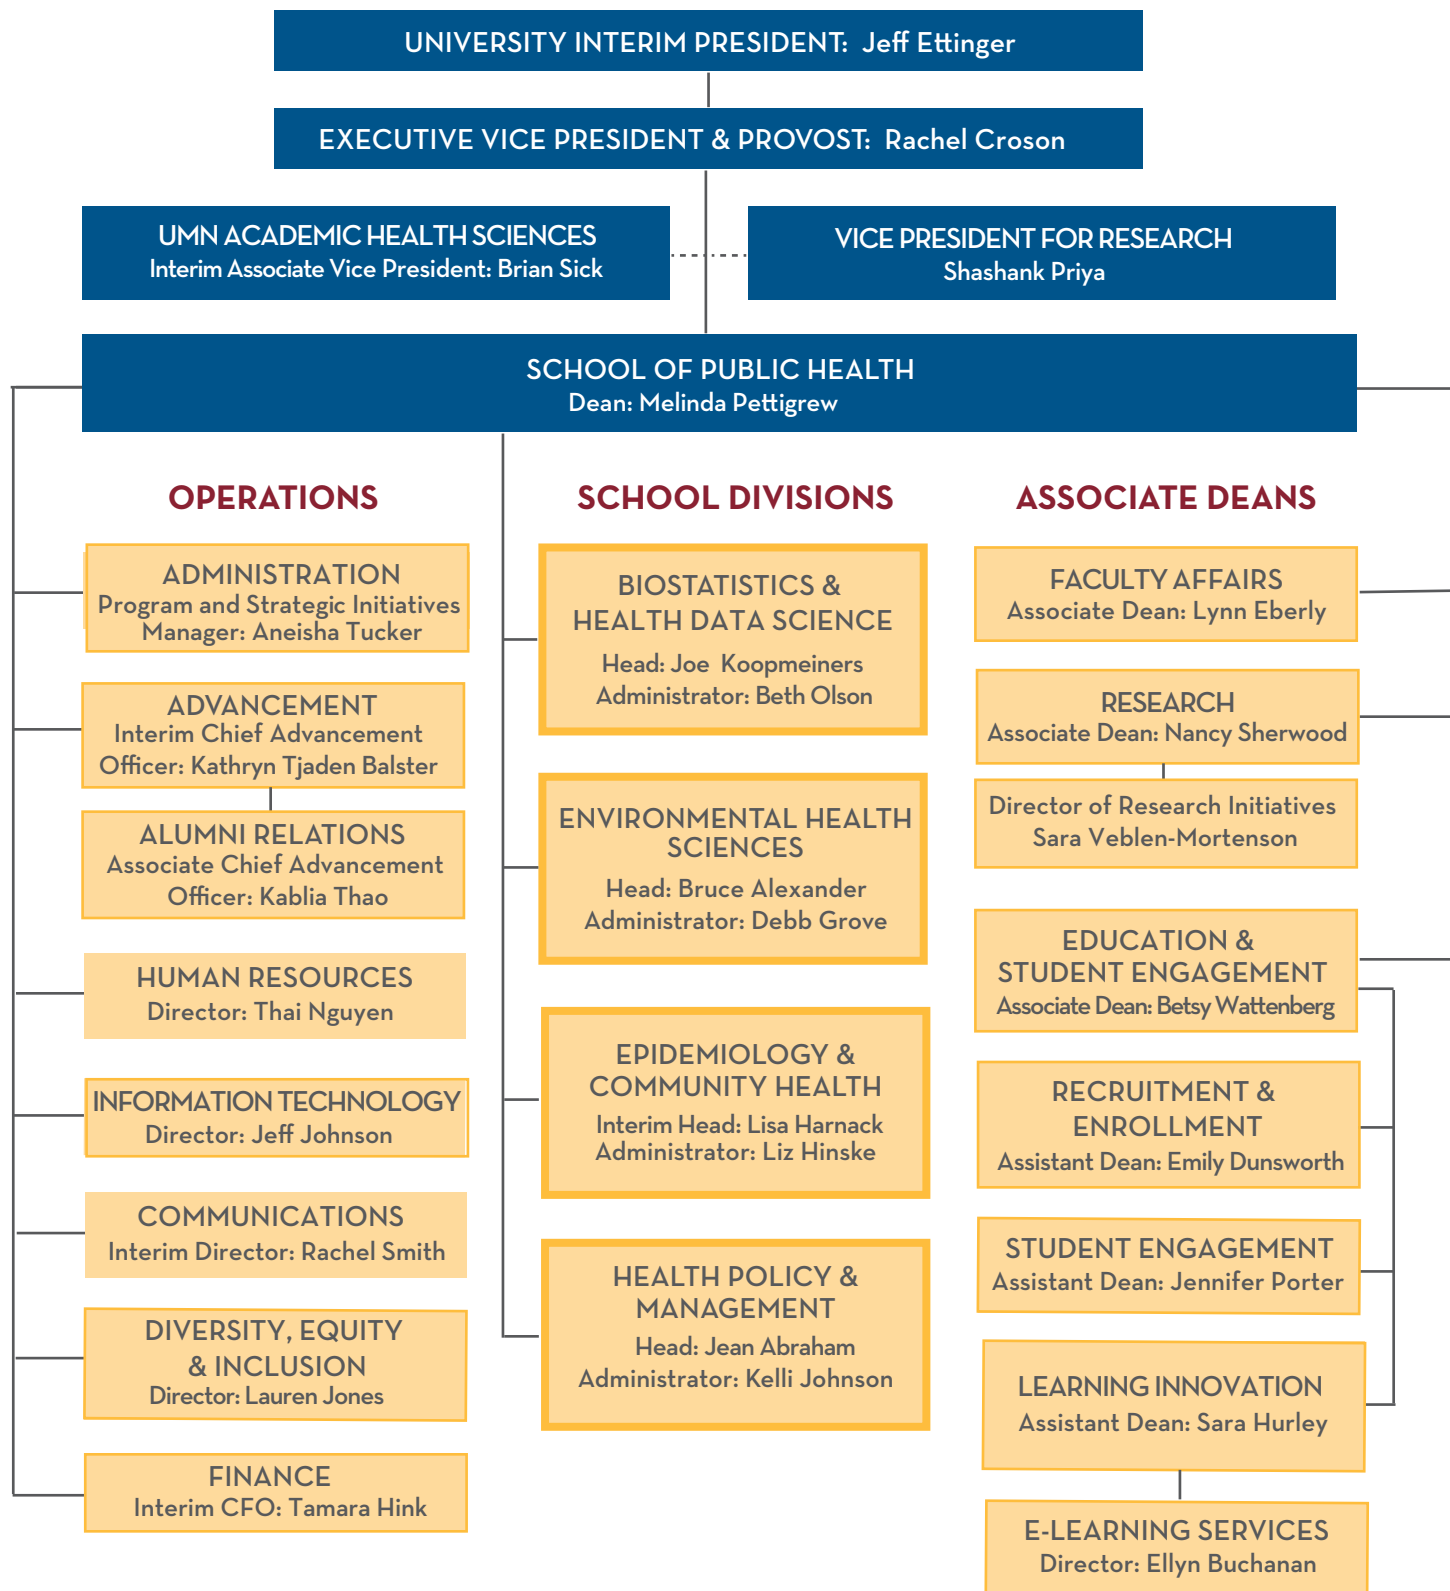 UNIVERSITY INTERIM PRESIDENT: Jeff Ettinger
EXECUTIVE VICE PRESIDENT & PROVOST: Rachel Croson
UMN ACADEMIC HEALTH SCIENCES
Interim Associate Vice President: Brian Sick
VICE PRESIDENT FOR RESEARCH
Shashank Priya
SCHOOL OF PUBLIC HEALTH
Dean: Melinda Pettigrew
OPERATIONS
ADMINISTRATION
Program and Strategic Initiatives
Manager: Aneisha Tucker
ADVANCEMENT
Interim Chief Advancement
Officer: Kathryn Tjaden Balster
ALUMNI RELATIONS
Associate Chief Advancement
Officer: Kablia Thao
HUMAN RESOURCES
Director: Thai Nguyen
INFORMATION TECHNOLOGY
Director: Jeff Johnson
COMMUNICATIONS
Interim Director: Rachel Smith
DIVERSITY, EQUITY
& INCLUSION
Director: Lauren Jones
FINANCE
Interim CFO: Tamara Hink
SCHOOL DIVISIONS
BIOSTATISTICS &
HEALTH DATA SCIENCE
Head: Joe Koopmeiners
Administrator: Beth Olson
ENVIRONMENTAL HEALTH
SCIENCES
Head: Bruce Alexander
Administrator: Debb Grove
EPIDEMIOLOGY &
COMMUNITY HEALTH
Interim Head: Lisa Harnack
Administrator: Liz Hinske
HEALTH POLICY &
MANAGEMENT
Head: Jean Abraham
Administrator: Kelli Johnson
ASSOCIATE DEANS
FACULTY AFFAIRS
Associate Dean: Lynn Eberly
RESEARCH
Associate Dean: Nancy Sherwood
Director of Research Initiatives
Sara Veblen-Mortenson
EDUCATION &
STUDENT ENGAGEMENT
Associate Dean: Betsy Wattenberg
RECRUITMENT &
ENROLLMENT
Assistant Dean: Emily Dunsworth
STUDENT ENGAGEMENT
Assistant Dean: Jennifer Porter
LEARNING INNOVATION
Assistant Dean: Sara Hurley
E-LEARNING SERVICES
Director: Ellyn Buchanan